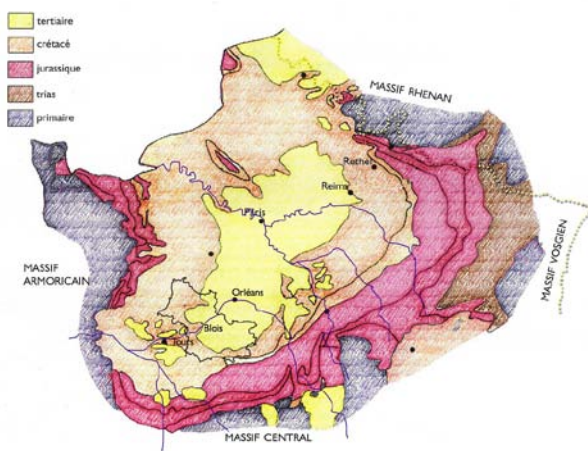 tertiaire
crétacé
jurassique
trias
primaire
MASSIF RHENAN
Rethel
Reims
Paris
MASSIF VOSGIEN
MASSIF ARMORICAIN
Orléans
Blois
Tours
MASSIF CENTRAL